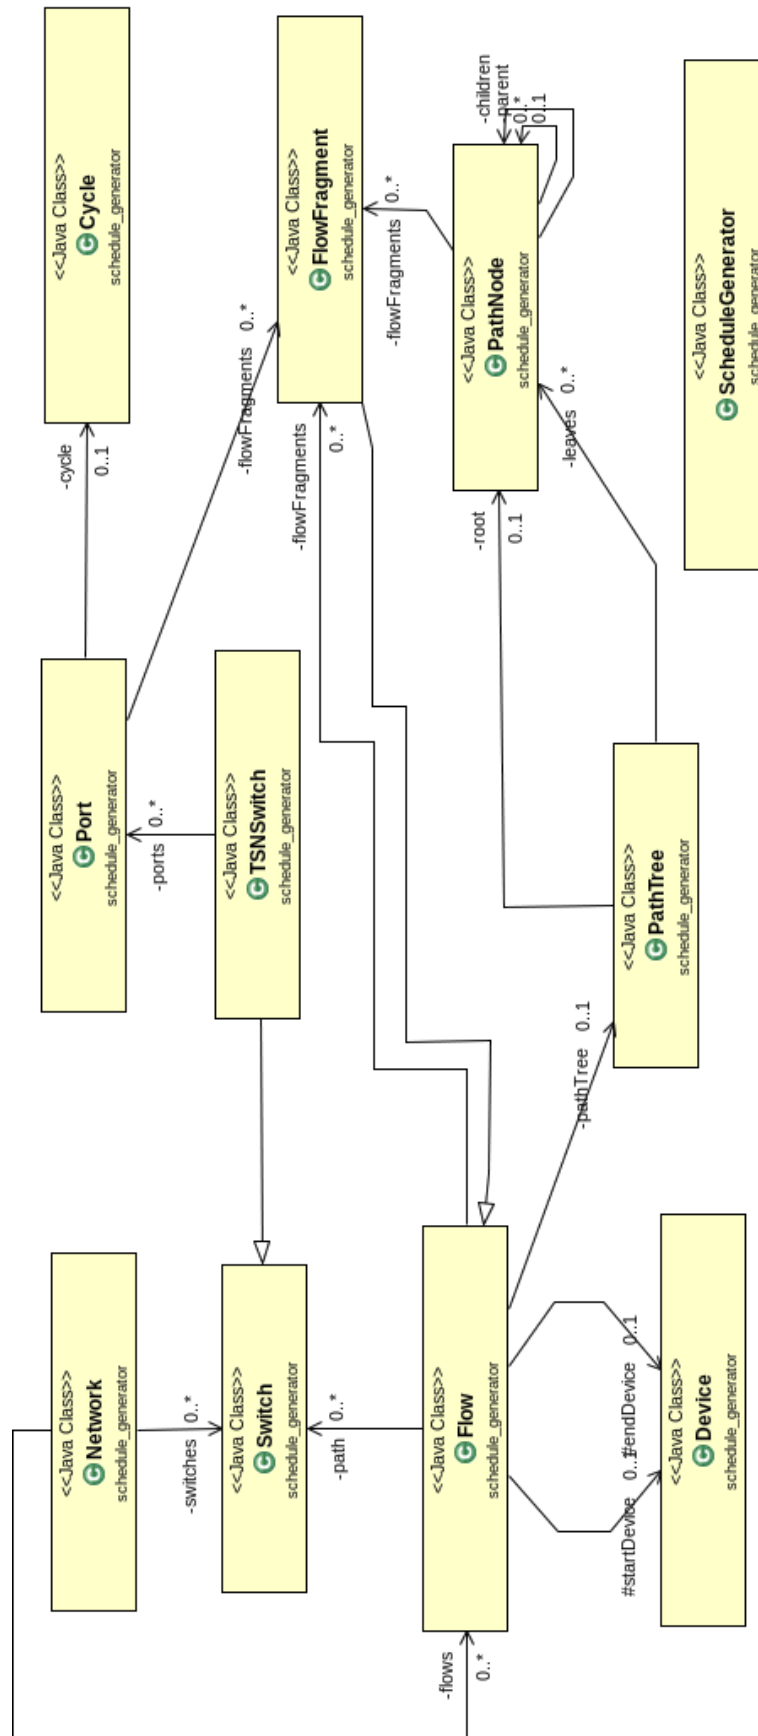 <<Java Class>>
Network
schedule_generator
<<Java Class>>
Port
schedule_generator
-cycle
0..1
<<Java Class>>
Cycle
schedule_generator
-switches 0..*
-ports 0..*
-flowFragments 0..*
<<Java Class>>
Switch
schedule_generator
<<Java Class>>
TSNSwitch
schedule_generator
-flowFragments
0..*
<<Java Class>>
FlowFragment
schedule_generator
-path 0..*
-flowFragments 0..*
-flows
0..*
<<Java Class>>
Flow
schedule_generator
-root
0..1
<<Java Class>>
PathNode
schedule_generator
-children
-parent
0..*
0..1
-pathTree 0..1
-leaves 0..*
#startDevice 0..1
#endDevice 0..1
<<Java Class>>
PathTree
schedule_generator
<<Java Class>>
Device
schedule_generator
<<Java Class>>
ScheduleGenerator
schedule_generator